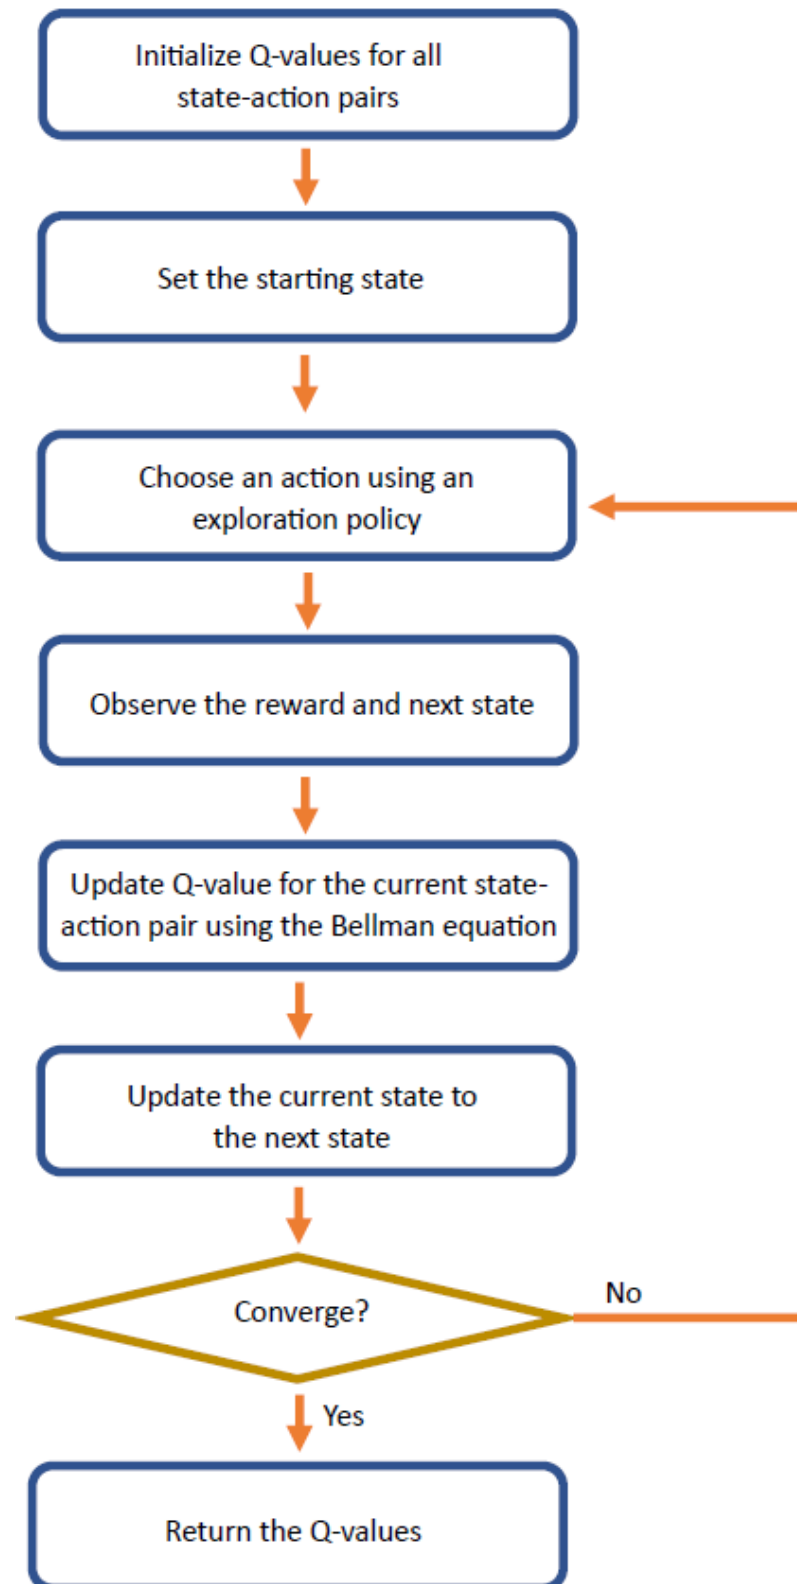 Initialize Q-values for all
state-action pairs
Set the starting state
Choose an action using an
exploration policy
Observe the reward and next state
Update Q-value for the current state-
action pair using the Bellman equation
Update the current state to
the next state
Converge?
No
Yes
Return the Q-values